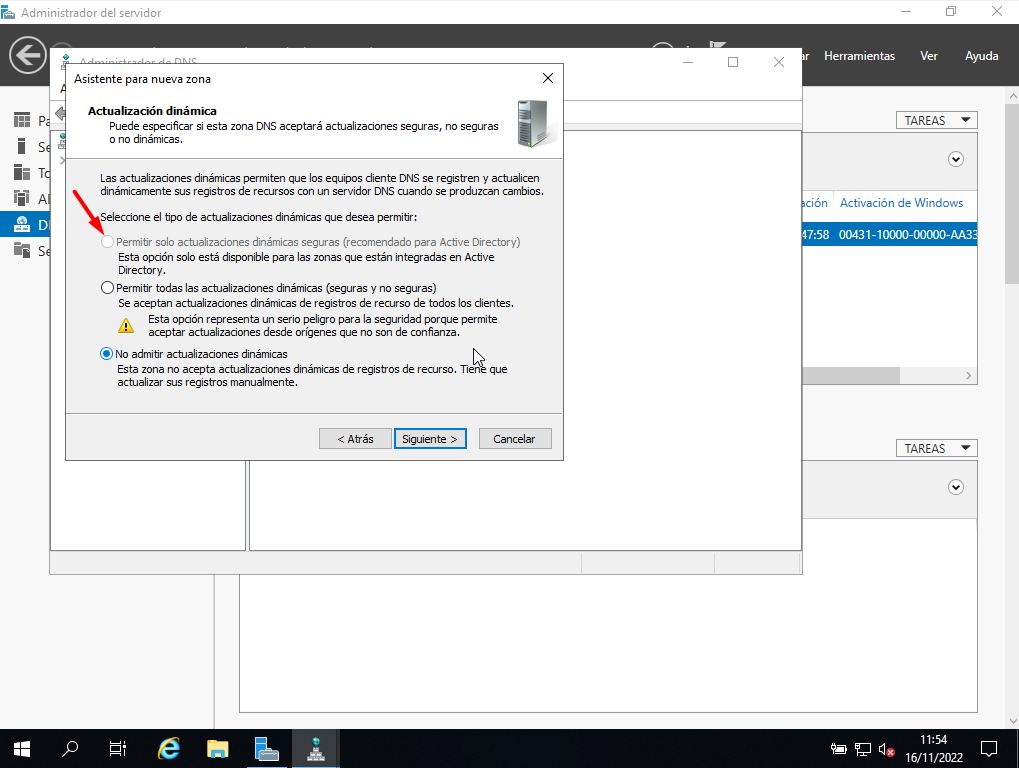 Administrador del servidor
Administrador de DNS
Herramientas
Ver
Ayuda
Asistente para nueva zona
Actualización dinámica
Puede especificar si esta zona DNS aceptará actualizaciones seguras, no seguras
o no dinámicas.
Las actualizaciones dinámicas permiten que los equipos cliente DNS se registren y actualicen
dinámicamente sus registros de recursos con un servidor DNS cuando se produzcan cambios.
Seleccione el tipo de actualizaciones dinámicas que desea permitir:
Permitir solo actualizaciones dinámicas seguras (recomendado para Active Directory)
Esta opción solo está disponible para las zonas que están integradas en Active
Directory.
Permitir todas las actualizaciones dinámicas (seguras y no seguras)
Se aceptan actualizaciones dinámicas de registros de recurso de todos los clientes.
Esta opción representa un serio peligro para la seguridad porque permite
aceptar actualizaciones desde orígenes que no son de confianza.
No admitir actualizaciones dinámicas
Esta zona no acepta actualizaciones dinámicas de registros de recurso. Tiene que
actualizar sus registros manualmente.
< Atrás
Siguiente >
Cancelar
TAREAS
ación
Activación de Windows
47:58
00431-10000-00000-AA33
TAREAS
11:54
16/11/2022